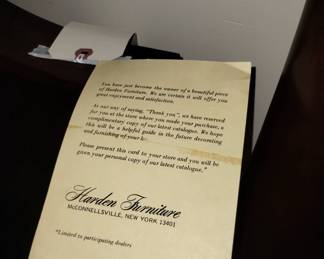 You have just become the owner of a beautiful piece
of Harden Furniture. We are certain it will offer you
great enjoyment and satisfaction.
As our way of saying, "Thank you", we have reserved
for you at the store where you made your purchase, a
complimentary copy of our latest catalogue. We hope
this will be a helpful guide in the future decorating
and furnishing of your
Please present this card to your store and you will be
given your personal copy of our latest catalogue.*
Harden Furniture
McCONNELLSVILLE, NEW YORK 13401
*Limited to participating dealers